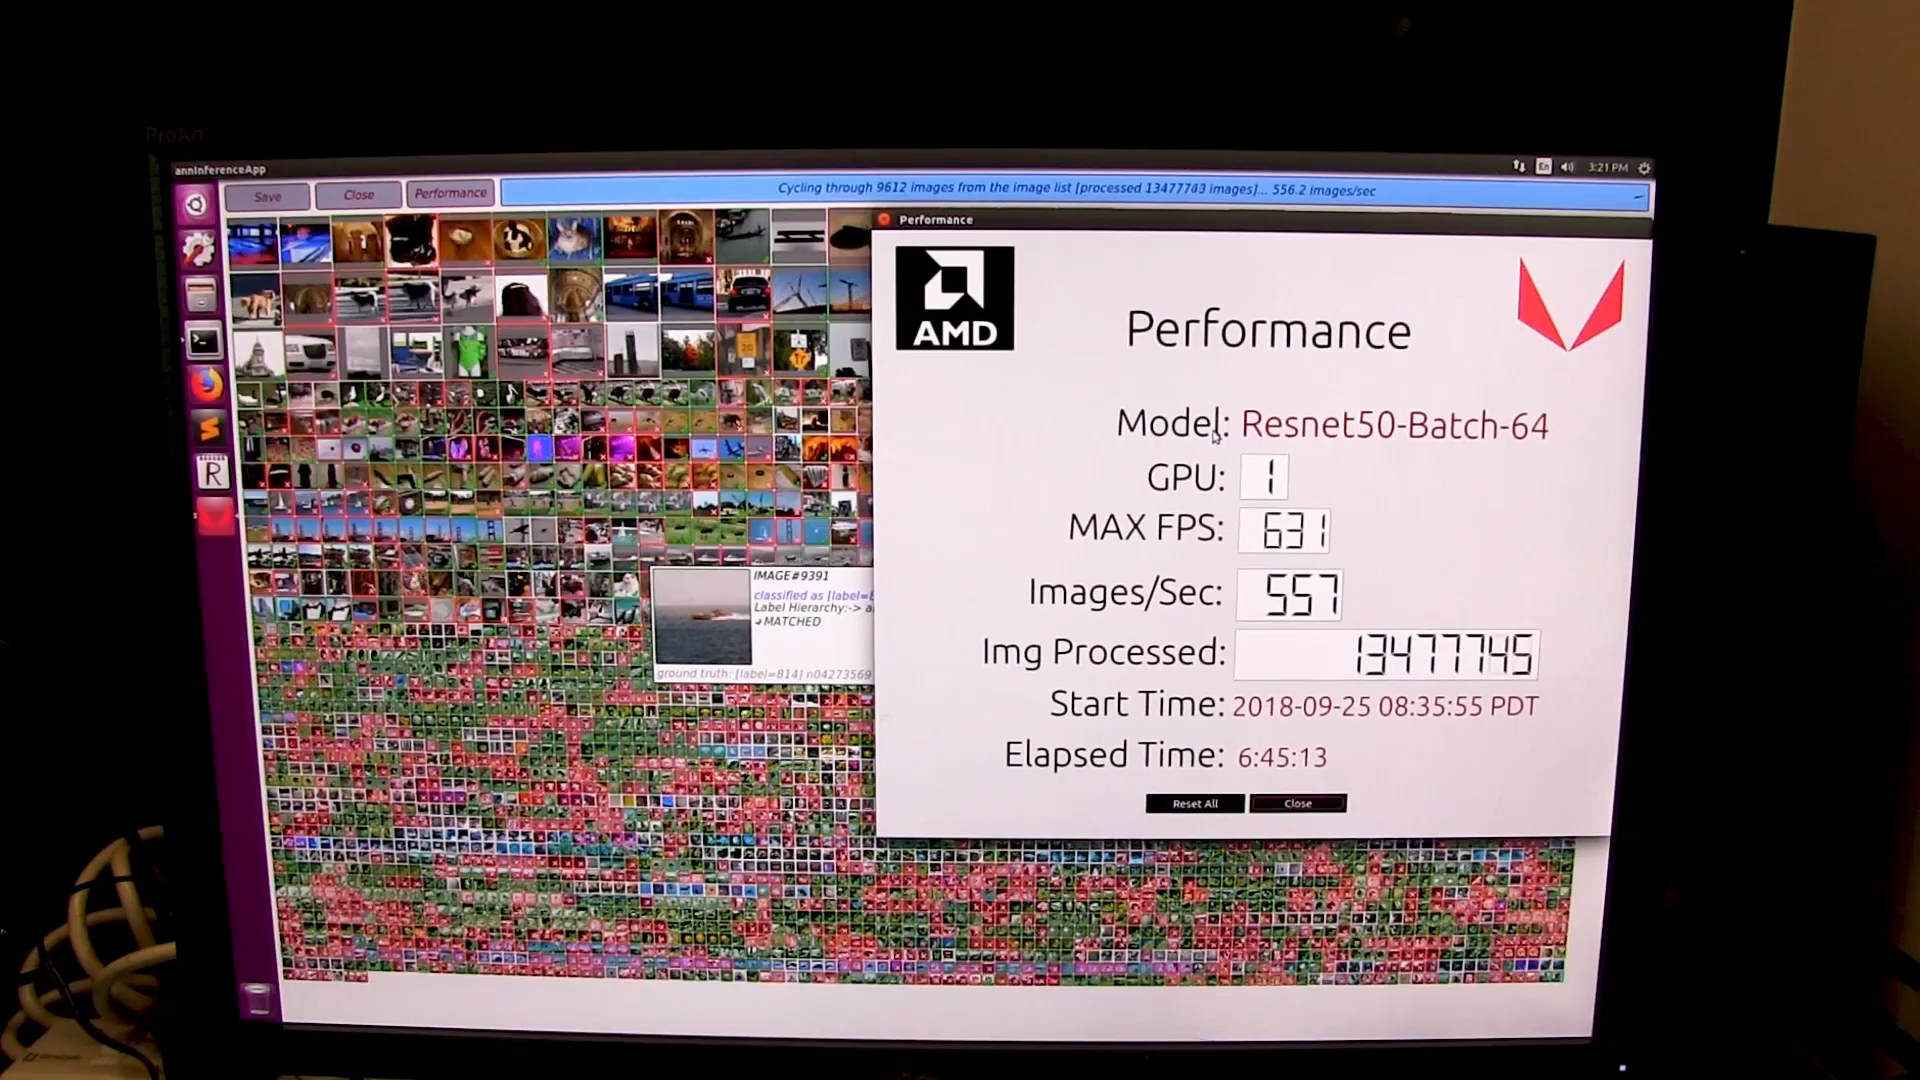 ProArt
annInferenceApp
En
3:21 PM
Save
Close
Performance
Cycling through 9612 images from the image list [processed 13477743 images]... 556.2 images/sec
Performance
AMD
Performance
Model: Resnet50-Batch-64
GPU: 1
MAX FPS: 631
Images/Sec: 557
Img Processed: 13477745
Start Time: 2018-09-25 08:35:55 PDT
Elapsed Time: 6:45:13
Reset All
Close
IMAGE#9391
classified as [label=8
Label Hierarchy:-> a
MATCHED
ground truth: [label=814] n04273569
R